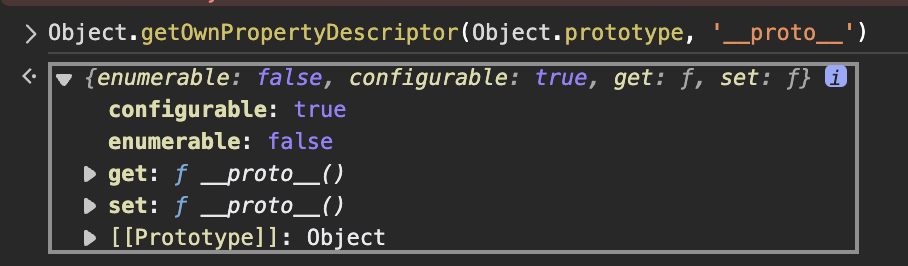 Object.getOwnPropertyDescriptor(Object.prototype, '__proto__')
{enumerable: false, configurable: true, get: ƒ, set: ƒ} i
configurable: true
enumerable: false
get: ƒ __proto__()
set: ƒ __proto__()
[[Prototype]]: Object